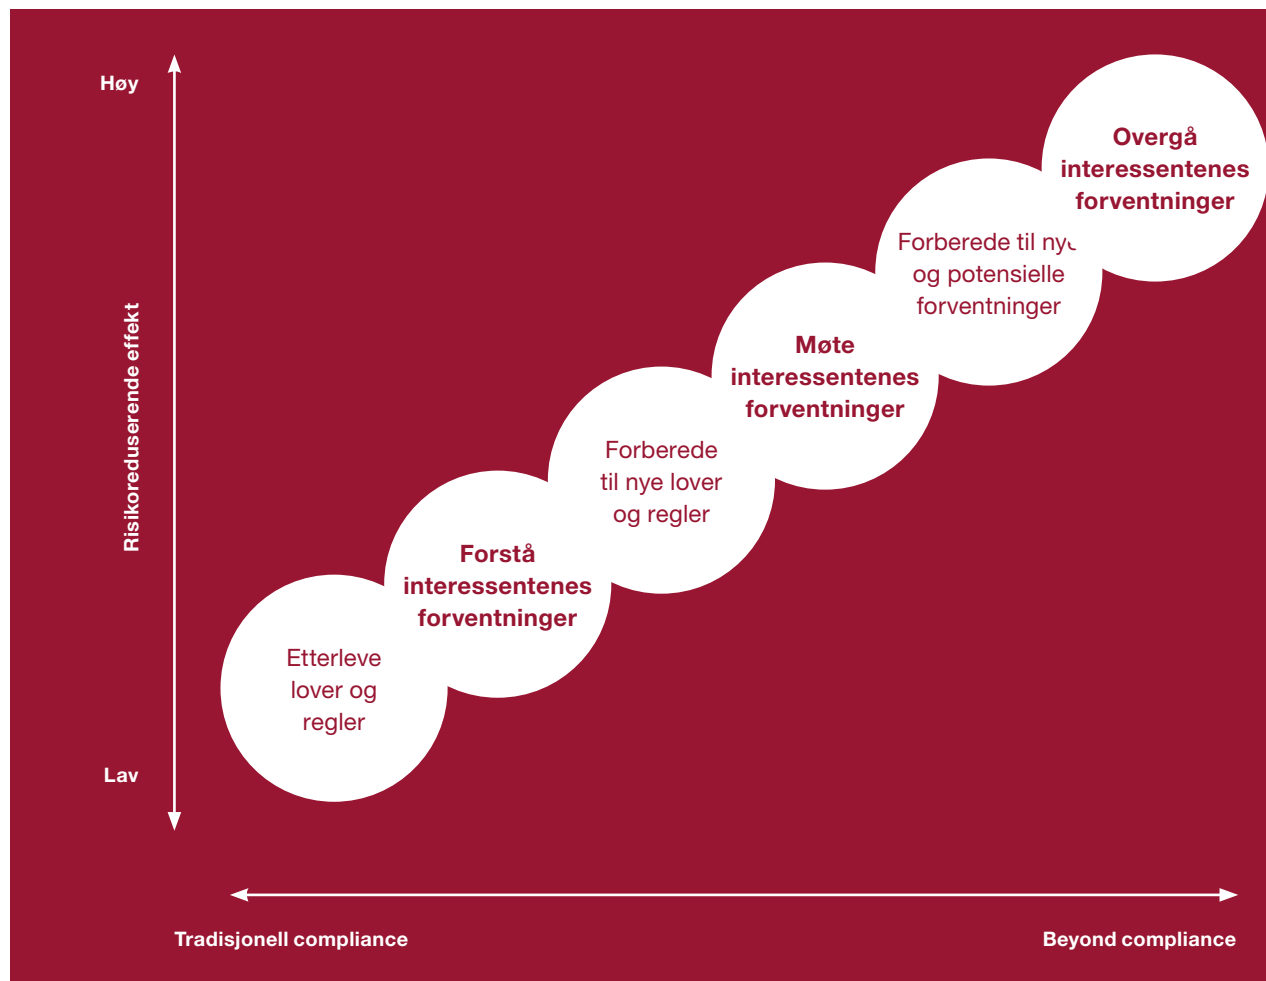 Høy
Overgå
interessentenes
forventninger
Forberede til nye
og potensielle
forventninger
Møte
interessentenes
forventninger
Risikoreduserende effekt
Forberede
til nye lover
og regler
Forstå
interessentenes
forventninger
Etterleve
lover og
regler
Lav
Tradisjonell compliance
Beyond compliance